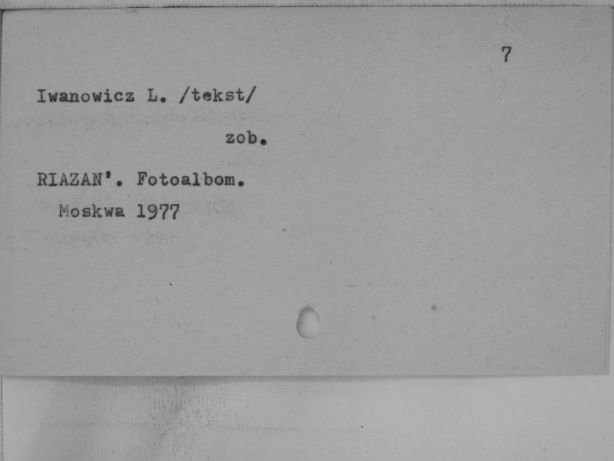 7
Iwanowicz L. /tekst/
zob.
RIAZAN'. Fotoalbom.
Moskwa 1977